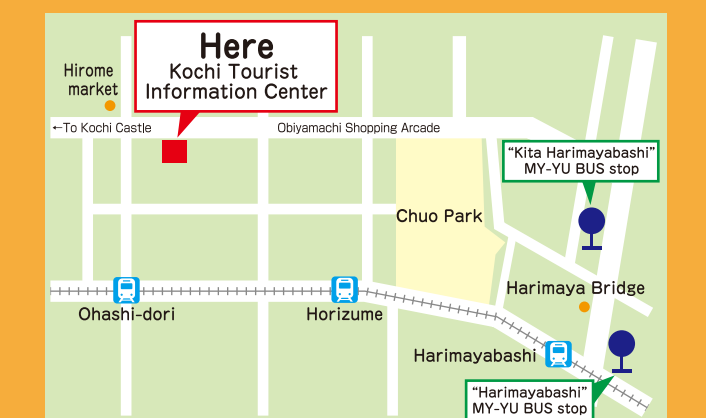 Here
Kochi Tourist
Information Center
Hirome
market
←To Kochi Castle
Obiyamachi Shopping Arcade
“Kita Harimayabashi”
MY-YU BUS stop
Chuo Park
Harimaya Bridge
Ohashi-dori
Horizume
Harimayabashi
“Harimayabashi”
MY-YU BUS stop